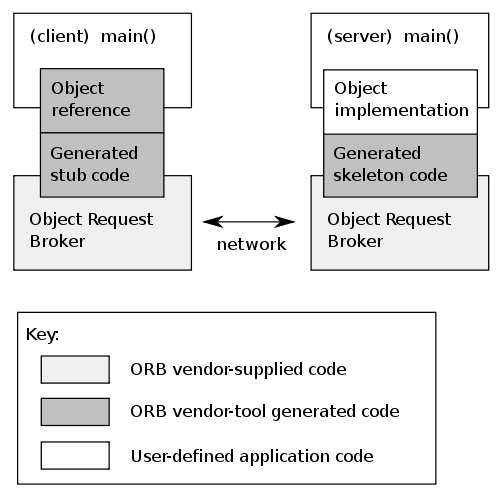 (client) main()
Object
reference
Generated
stub code
Object Request
Broker
network
(server) main()
Object
implementation
Generated
skeleton code
Object Request
Broker
Key:
ORB vendor-supplied code
ORB vendor-tool generated code
User-defined application code